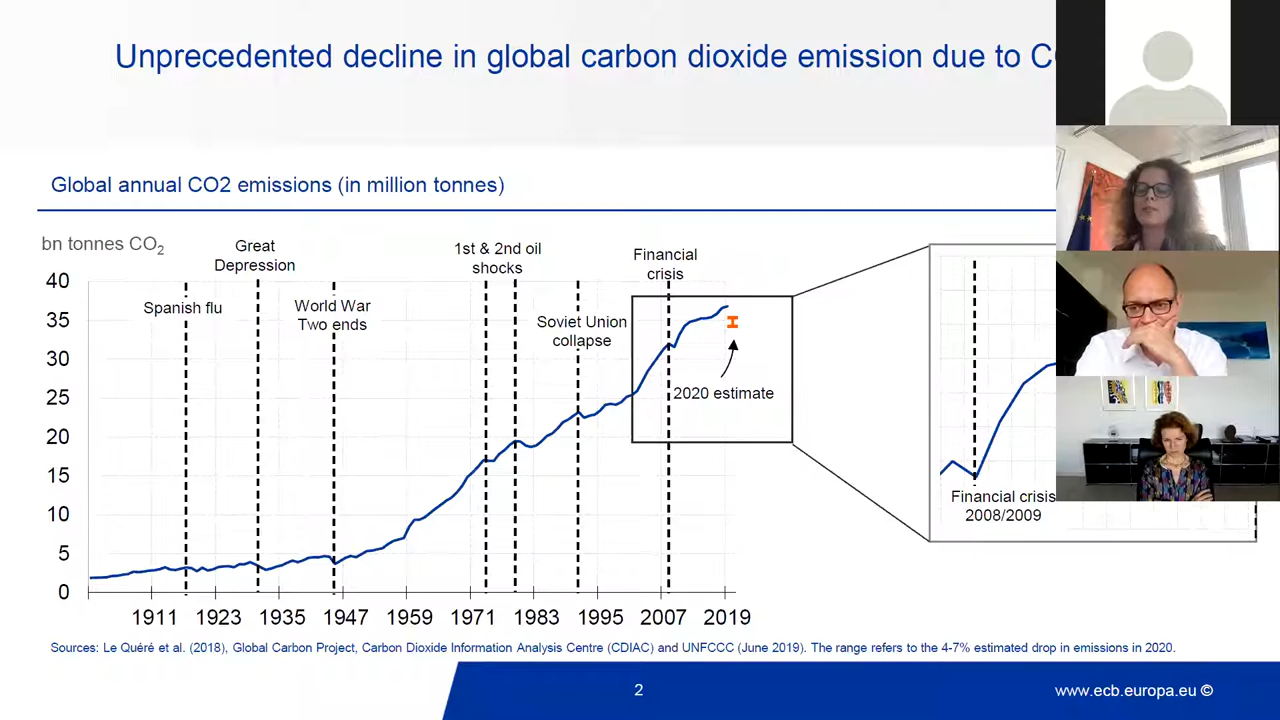 Unprecedented decline in global carbon dioxide emission due to
Global annual CO2 emissions (in million tonnes)
bn tonnes CO2
Great
Depression
1st & 2nd oil
shocks
Financial
crisis
Spanish flu
World War
Two ends
Soviet Union
collapse
2020 estimate
40
35
30
25
20
15
10
5
0
1911 1923 1935 1947 1959 1971 1983 1995 2007 2019
Financial crisis
2008/2009
Sources: Le Quéré et al. (2018), Global Carbon Project, Carbon Dioxide Information Analysis Centre (CDIAC) and UNFCCC (June 2019). The range refers to the 4-7% estimated drop in emissions in 2020.
2
www.ecb.europa.eu ©